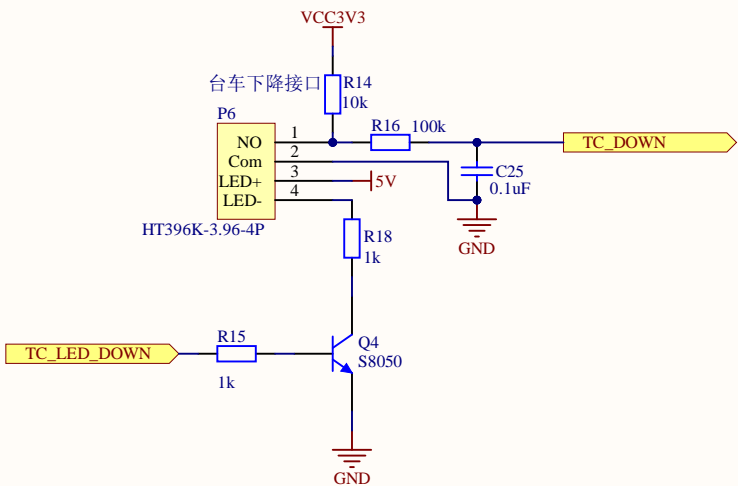 VCC3V3
台车下降接口
R14
10k
P6
NO
Com
LED+
LED-
1
2
3
4
HT396K-3.96-4P
R16 100k
TC_DOWN
C25
0.1uF
GND
5V
R18
1k
TC_LED_DOWN
R15
1k
Q4
S8050
GND